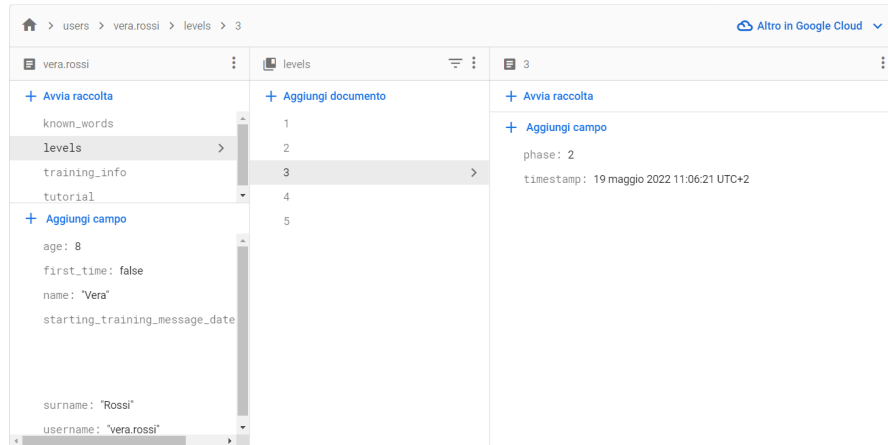 > users > vera.rossi > levels > 3
Altro in Google Cloud
vera.rossi
levels
3
+ Avvia raccolta
+ Aggiungi documento
+ Avvia raccolta
known_words
levels
training_info
tutorial
+ Aggiungi campo
age: 8
first_time: false
name: "Vera"
starting_training_message_date
surname: "Rossi"
username: "vera.rossi"
1
2
3
4
5
+ Aggiungi campo
phase: 2
timestamp: 19 maggio 2022 11:06:21 UTC+2